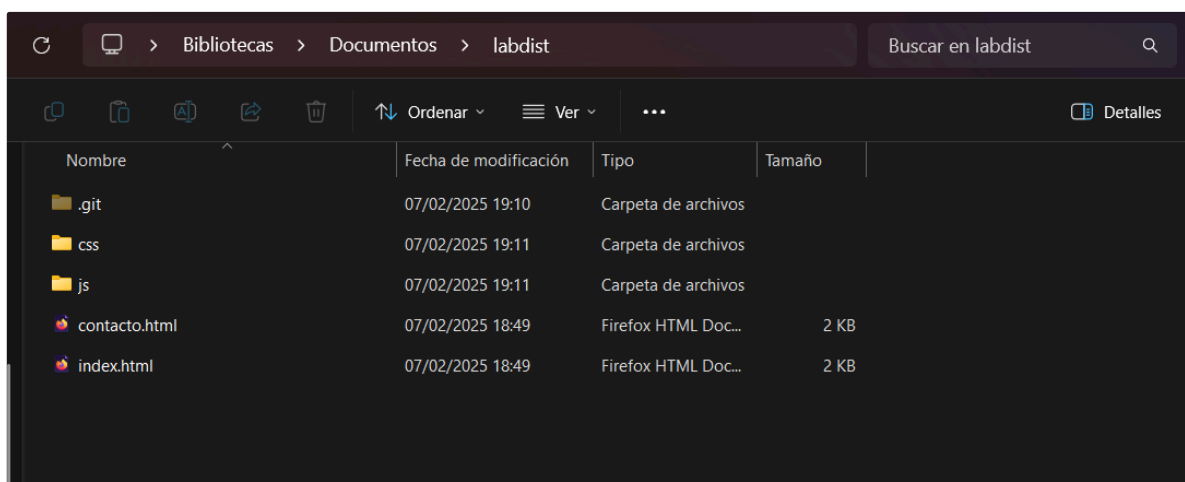 Bibliotecas > Documentos > labdist Buscar en labdist
Ordenar Ver ... Detalles
Nombre Fecha de modificación Tipo Tamaño
.git 07/02/2025 19:10 Carpeta de archivos
css 07/02/2025 19:11 Carpeta de archivos
js 07/02/2025 19:11 Carpeta de archivos
contacto.html 07/02/2025 18:49 Firefox HTML Doc... 2 KB
index.html 07/02/2025 18:49 Firefox HTML Doc... 2 KB